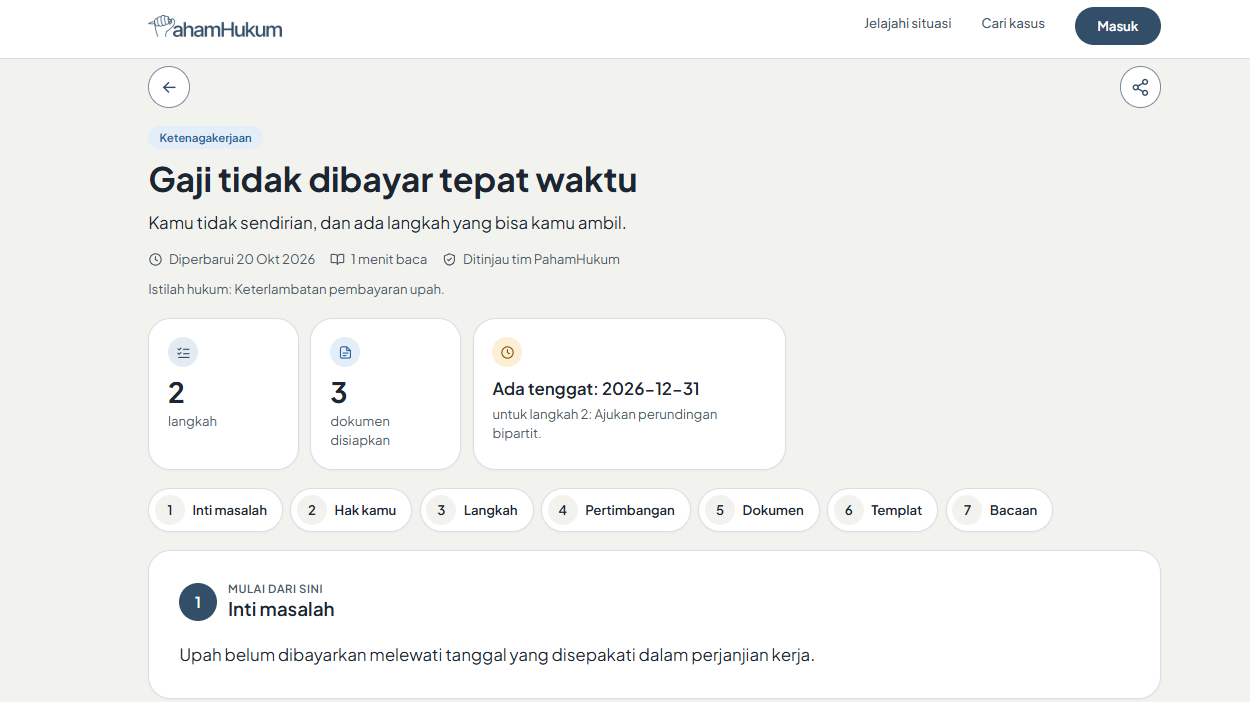 PahamHukum
Jelajahi situasi
Cari kasus
Masuk
Ketenagakerjaan
Gaji tidak dibayar tepat waktu
Kamu tidak sendirian, dan ada langkah yang bisa kamu ambil.
Diperbarui 20 Okt 2026
1 menit baca
Ditinjau tim PahamHukum
Istilah hukum: Keterlambatan pembayaran upah.
2
langkah
3
dokumen
disiapkan
Ada tenggat: 2026-12-31
untuk langkah 2: Ajukan perundingan
bipartit.
1 Inti masalah
2 Hak kamu
3 Langkah
4 Pertimbangan
5 Dokumen
6 Templat
7 Bacaan
1
MULAI DARI SINI
Inti masalah
Upah belum dibayarkan melewati tanggal yang disepakati dalam perjanjian kerja.